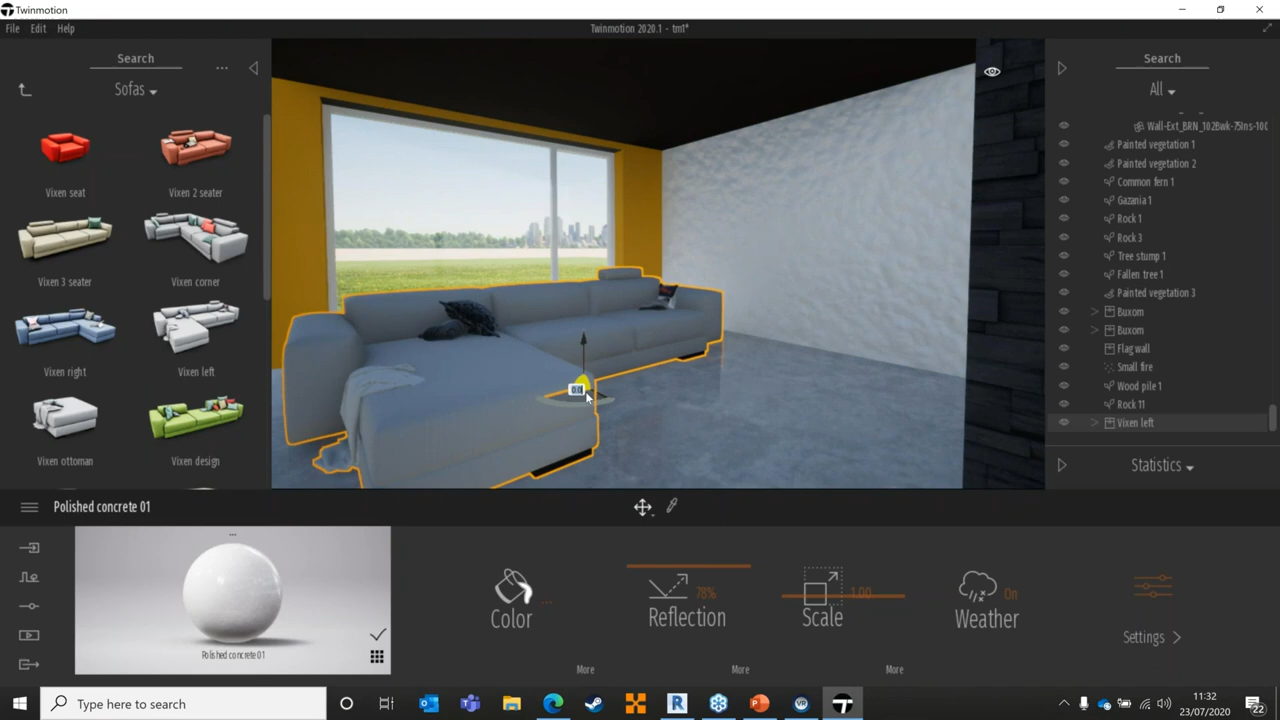 Twinmotion
File Edit Help
Twinmotion 2020.1 - tm1*
Search
...
Sofas
Vixen seat
Vixen 2 seater
Vixen 3 seater
Vixen corner
Vixen right
Vixen left
Vixen ottoman
Vixen design
0.0
Search
All
Wall-Ext_BRN_102Bwk-75Ins-100
Painted vegetation 1
Painted vegetation 2
Common fern 1
Gazania 1
Rock 1
Rock 3
Tree stump 1
Fallen tree 1
Painted vegetation 3
Buxom
Buxom
Flag wall
Small fire
Wood pile 1
Rock 11
Vixen left
Statistics
Polished concrete 01
...
Polished concrete 01
Color ...
Reflection 78%
Scale 1.00
Weather On
Settings
More
More
More
Type here to search
11:32
23/07/2020
22